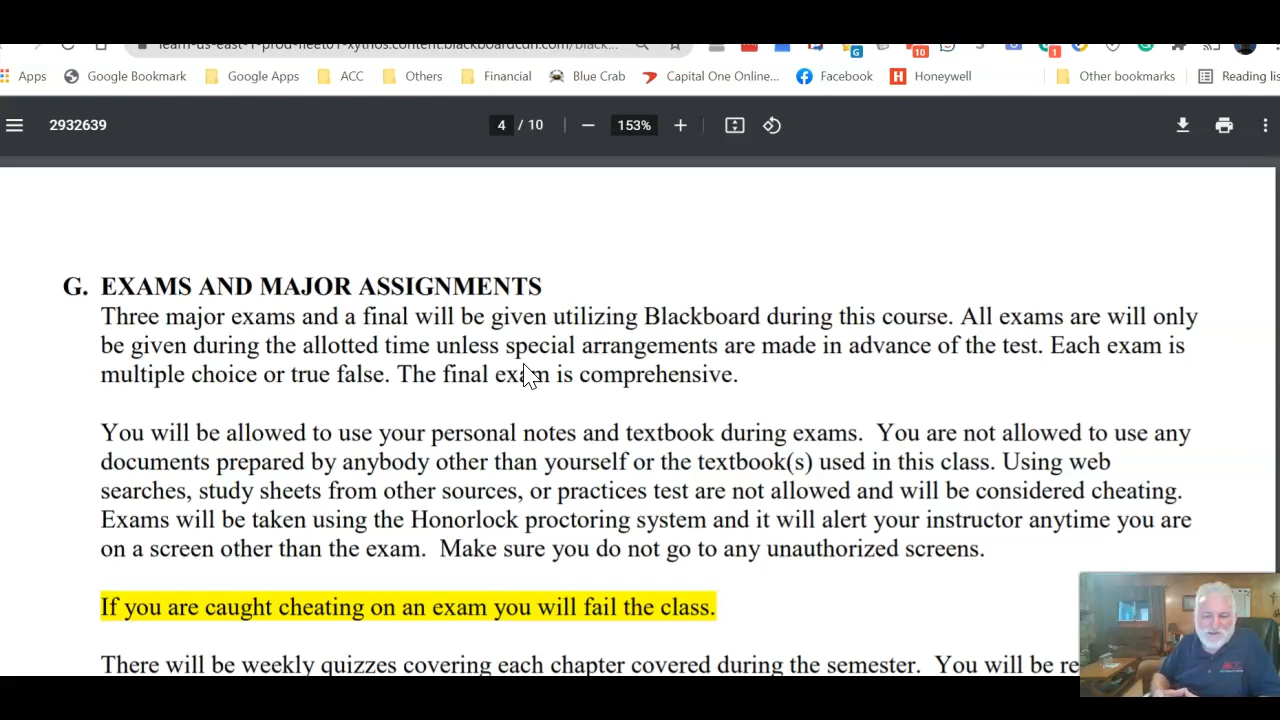 Apps Google Bookmark Google Apps ACC Others Financial Blue Crab Capital One Online... Facebook Honeywell Other bookmarks Reading lis
2932639 4 / 10 153%
G. EXAMS AND MAJOR ASSIGNMENTS
Three major exams and a final will be given utilizing Blackboard during this course. All exams are will only
be given during the allotted time unless special arrangements are made in advance of the test. Each exam is
multiple choice or true false. The final exam is comprehensive.
You will be allowed to use your personal notes and textbook during exams. You are not allowed to use any
documents prepared by anybody other than yourself or the textbook(s) used in this class. Using web
searches, study sheets from other sources, or practices test are not allowed and will be considered cheating.
Exams will be taken using the Honorlock proctoring system and it will alert your instructor anytime you are
on a screen other than the exam. Make sure you do not go to any unauthorized screens.
If you are caught cheating on an exam you will fail the class.
There will be weekly quizzes covering each chapter covered during the semester. You will be re